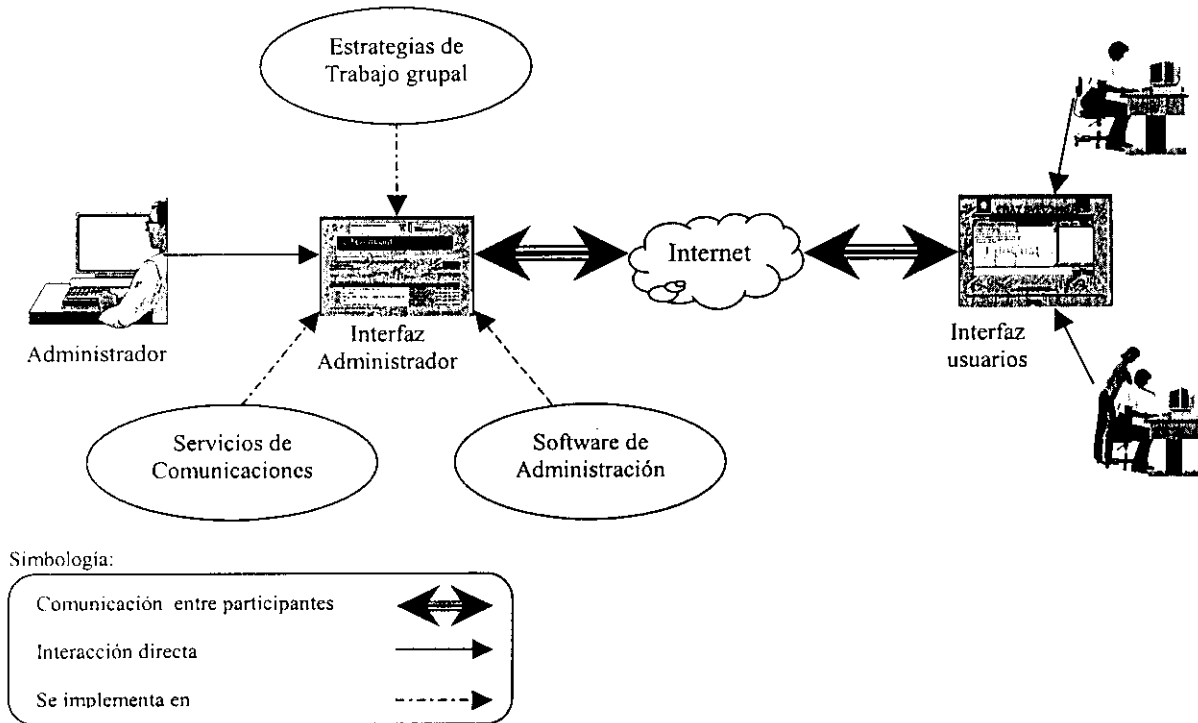 Estrategias de
Trabajo grupal
Internet
Administrador
Interfaz
Administrador
Interfaz
usuarios
Servicios de
Comunicaciones
Software de
Administración
Simbología:
Comunicación entre participantes
Interacción directa
Se implementa en